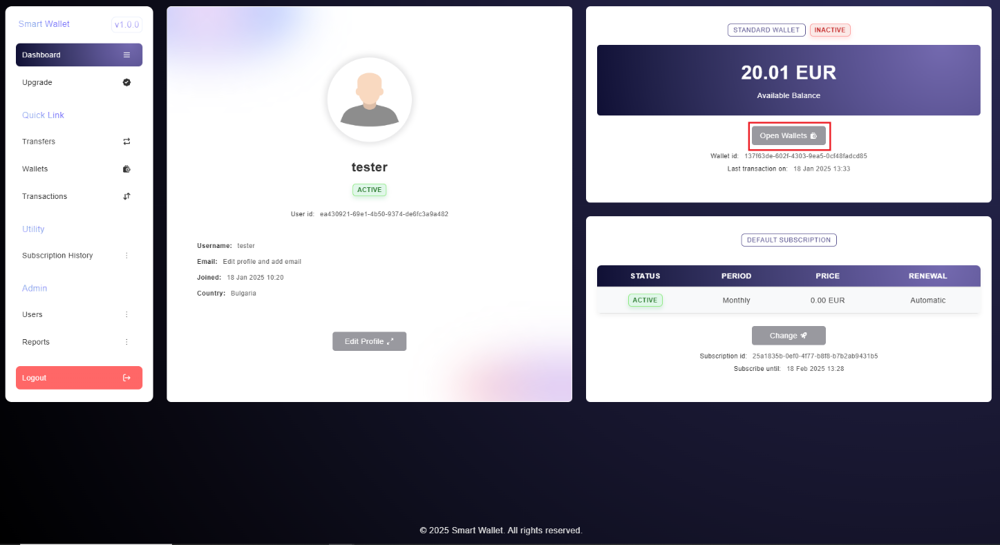 Smart Wallet v1.0.0
Dashboard
Upgrade
Quick Link
Transfers
Wallets
Transactions
Utility
Subscription History
Admin
Users
Reports
Logout
tester
ACTIVE
User id: ea430921-69e1-4b50-9374-de6fc3a9a482
Username: tester
Email: Edit profile and add email
Joined: 18 Jan 2025 10:20
Country: Bulgaria
Edit Profile
STANDARD WALLET INACTIVE
20.01 EUR
Available Balance
Open Wallets
Wallet id: 137f63de-602f-4303-9ea5-0cf48fadcd85
Last transaction on: 18 Jan 2025 13:33
DEFAULT SUBSCRIPTION
STATUS PERIOD PRICE RENEWAL
ACTIVE Monthly 0.00 EUR Automatic
Change
Subscription id: 25a1835b-0ef0-4f77-b8f8-b7b2ab9431b5
Subscribe until: 18 Feb 2025 13:28
© 2025 Smart Wallet. All rights reserved.